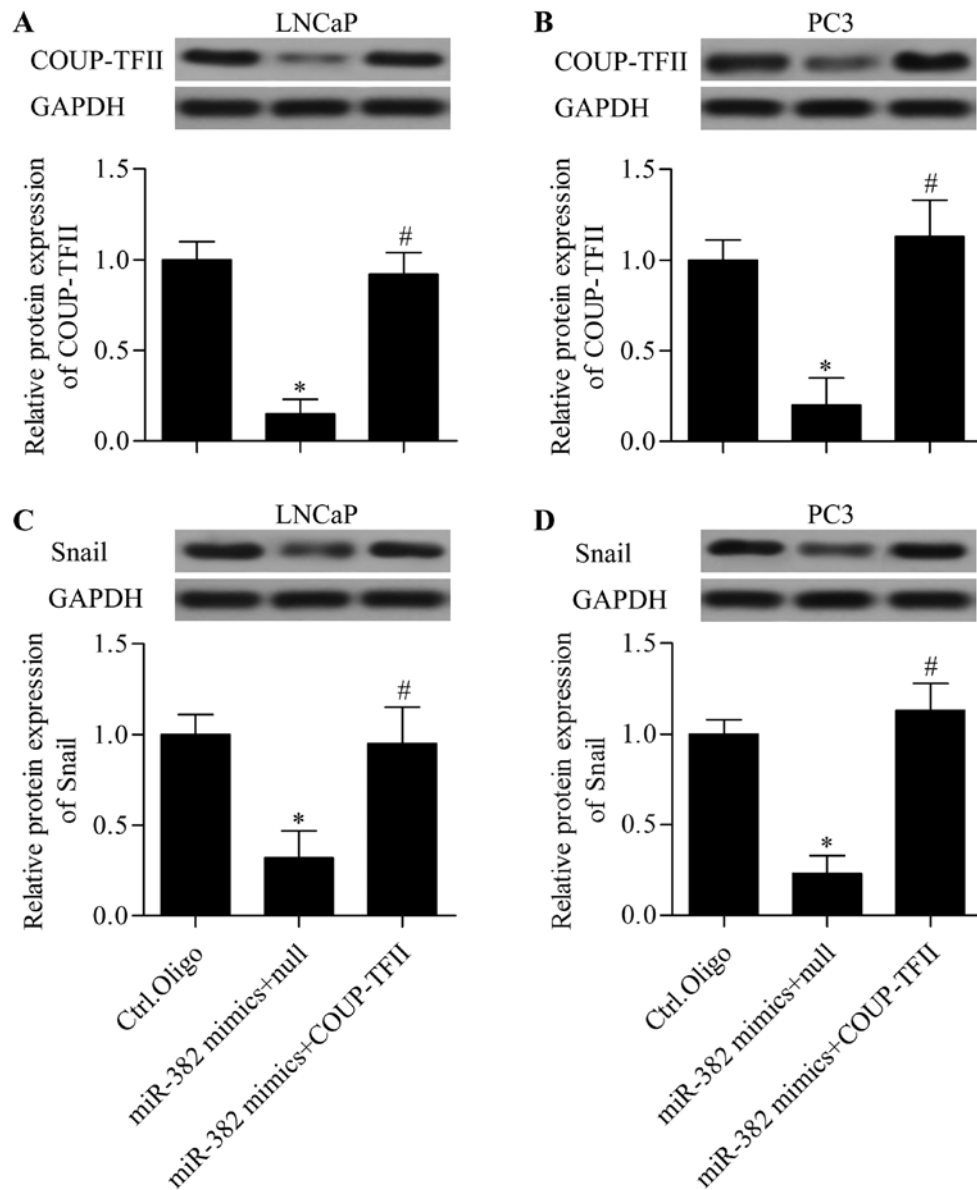 A
LNCaP
COUP-TFII
GAPDH
1.5
1.0
0.5
0.0
Relative protein expression
of COUP-TFII
#
*
B
PC3
COUP-TFII
GAPDH
1.5
1.0
0.5
0.0
Relative protein expression
of COUP-TFII
#
*
C
LNCaP
Snail
GAPDH
1.5
1.0
0.5
0.0
Relative protein expression
of Snail
#
*
Ctrl.Oligo
miR-382 mimics+null
miR-382 mimics+COUP-TFII
D
PC3
Snail
GAPDH
1.5
1.0
0.5
0.0
Relative protein expression
of Snail
#
*
Ctrl.Oligo
miR-382 mimics+null
miR-382 mimics+COUP-TFII